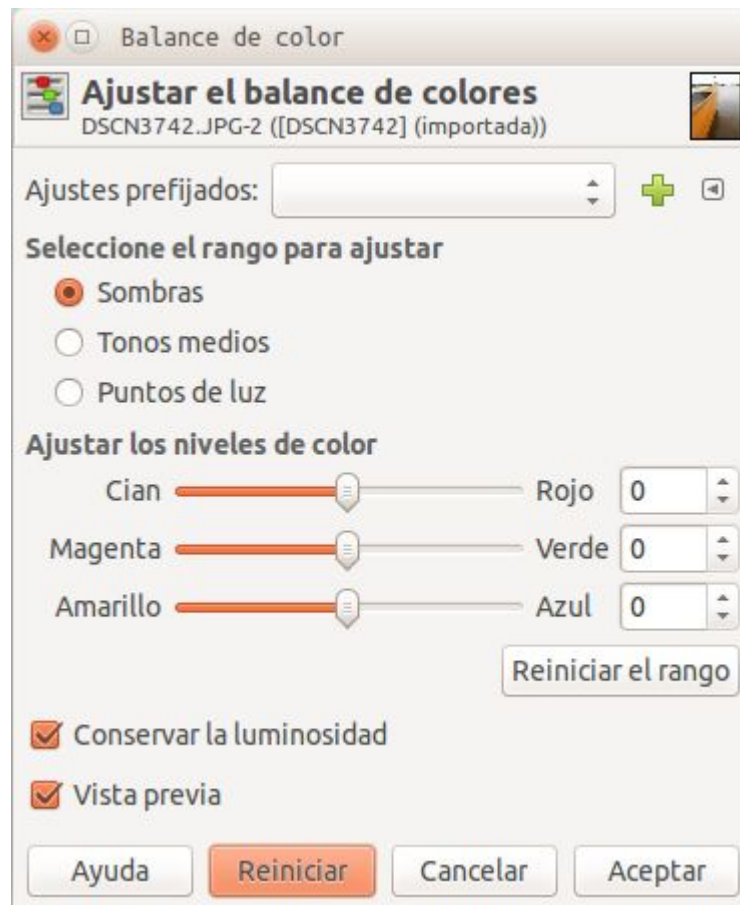 Balance de color
Ajustar el balance de colores
DSCN3742.JPG-2 ([DSCN3742] (importada))
Ajustes prefijados:
Seleccione el rango para ajustar
Sombras
Tonos medios
Puntos de luz
Ajustar los niveles de color
Cian Rojo 0
Magenta Verde 0
Amarillo Azul 0
Reiniciar el rango
Conservar la luminosidad
Vista previa
Ayuda Reiniciar Cancelar Aceptar